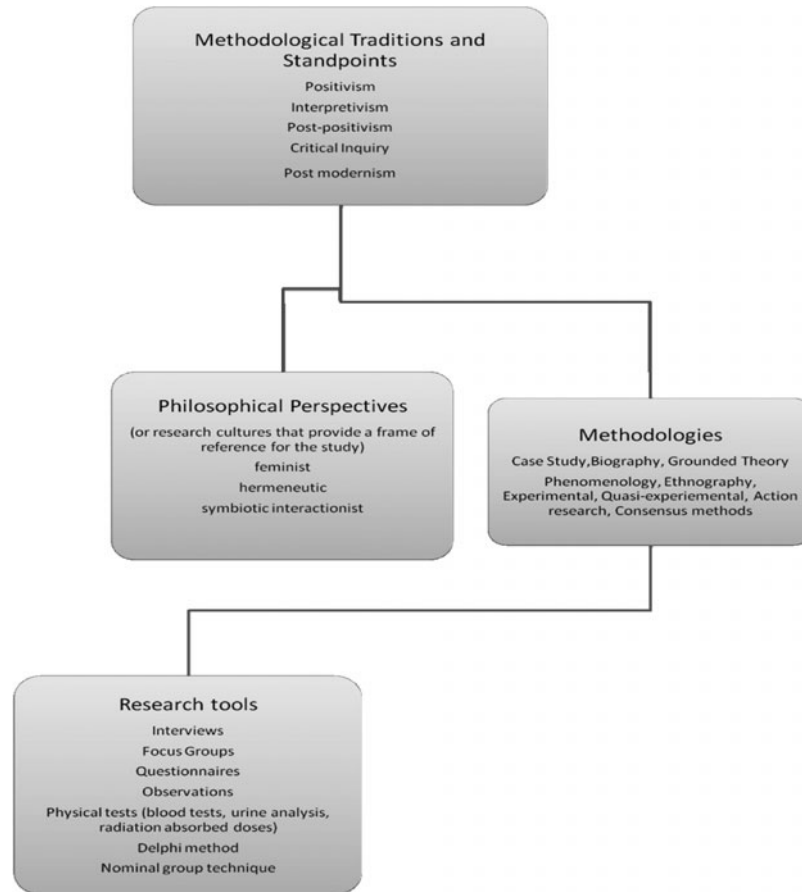 Methodological Traditions and
Standpoints
Positivism
Interpretivism
Post-positivism
Critical Inquiry
Post modernism
Philosophical Perspectives
(or research cultures that provide a frame of
reference for the study)
feminist
hermeneutic
symbiotic interactionist
Methodologies
Case Study,Biography, Grounded Theory
Phenomenology, Ethnography,
Experimental, Quasi-experiemental, Action
research, Consensus methods
Research tools
Interviews
Focus Groups
Questionnaires
Observations
Physical tests (blood tests, urine analysis,
radiation absorbed doses)
Delphi method
Nominal group technique